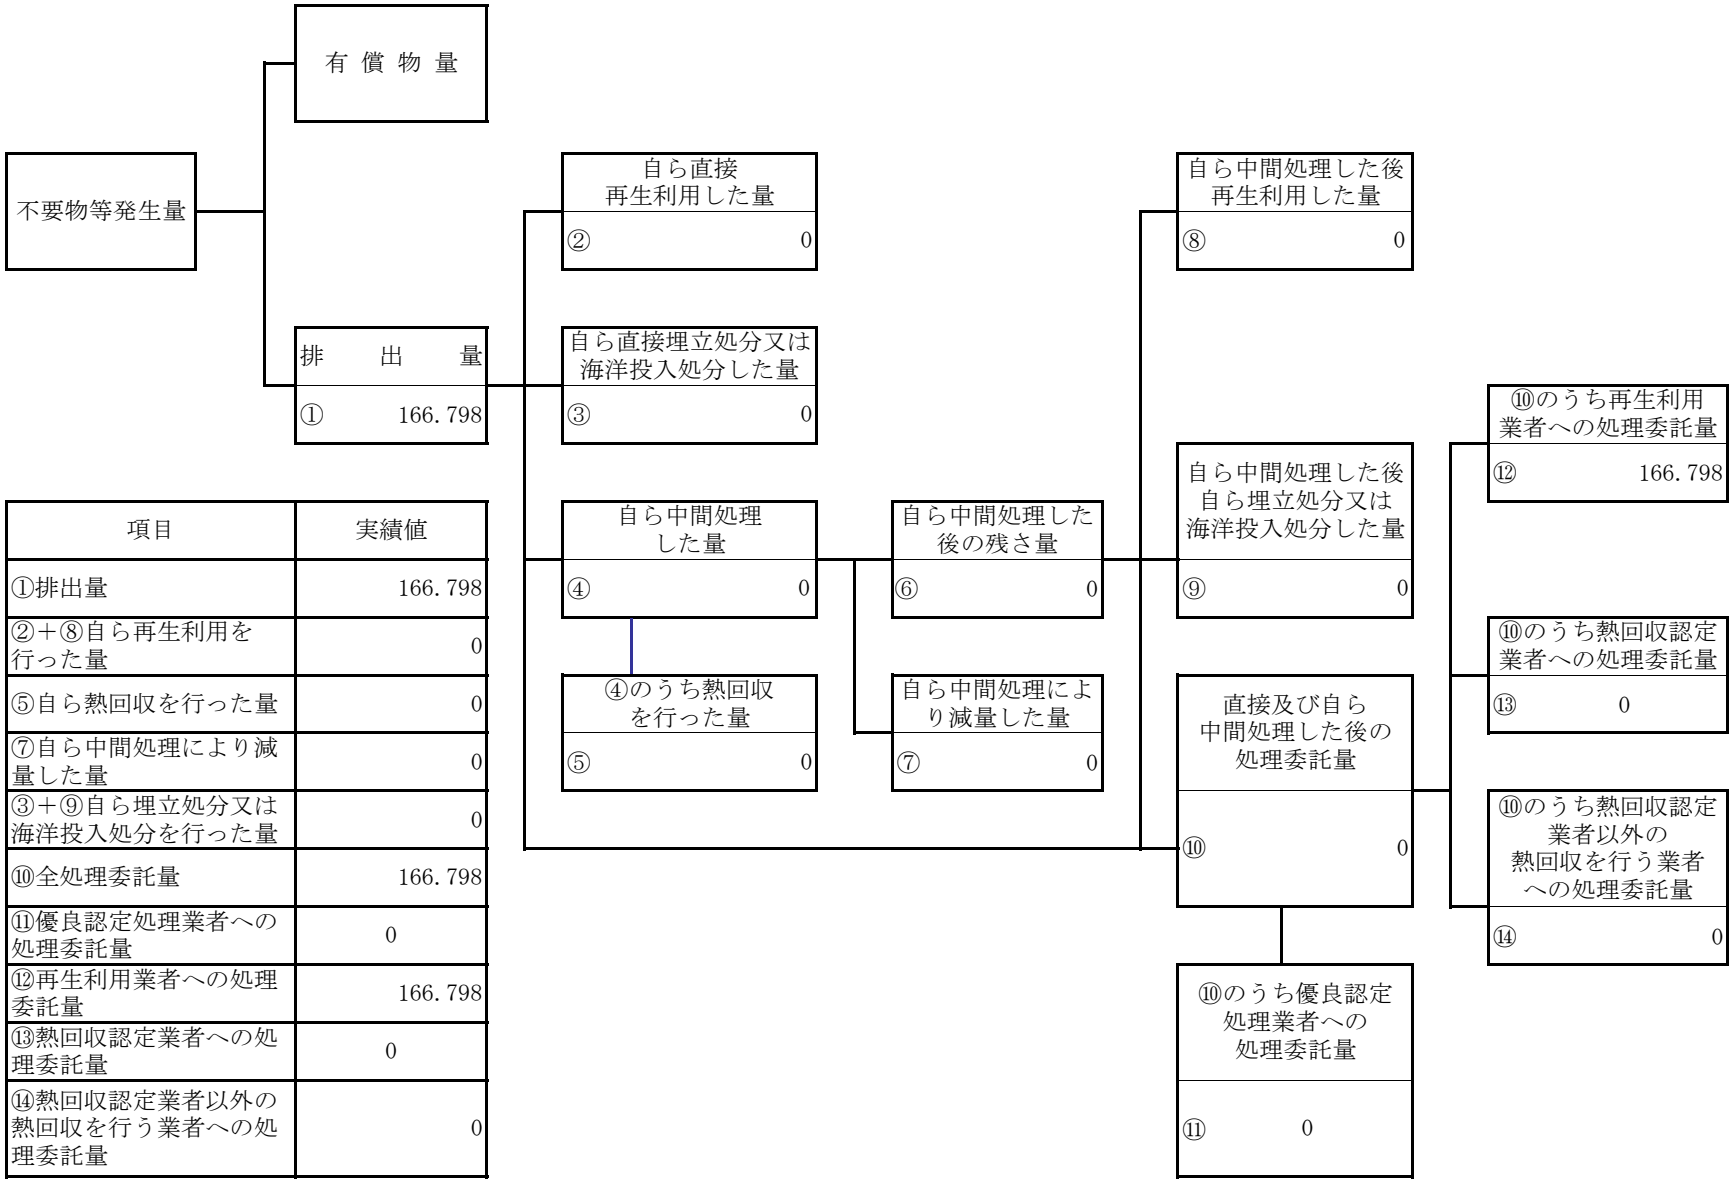 有償物量
不要物等発生量
自ら直接
再生利用した量
② 0
自ら中間処理した後
再生利用した量
⑧ 0
排出量
① 166.798
自ら直接埋立処分又は
海洋投入処分した量
③ 0
⑩のうち再生利用
業者への処理委託量
⑫ 166.798
自ら中間処理
した量
④ 0
自ら中間処理した
後の残さ量
⑥ 0
自ら中間処理した後
自ら埋立処分又は
海洋投入処分した量
⑨ 0
⑩のうち熱回収認定
業者への処理委託量
⑬ 0
④のうち熱回収
を行った量
⑤ 0
自ら中間処理によ
り減量した量
⑦ 0
直接及び自ら
中間処理した後の
処理委託量
⑩ 0
⑩のうち熱回収認定
業者以外の
熱回収を行う業者
への処理委託量
⑭ 0
⑩のうち優良認定
処理業者への
処理委託量
⑪ 0
項目 実績値
①排出量 166.798
②＋⑧自ら再生利用を
行った量 0
⑤自ら熱回収を行った量 0
⑦自ら中間処理により減
量した量 0
③＋⑨自ら埋立処分又は
海洋投入処分を行った量 0
⑩全処理委託量 166.798
⑪優良認定処理業者への
処理委託量 0
⑫再生利用業者への処理
委託量 166.798
⑬熱回収認定業者への処
理委託量 0
⑭熱回収認定業者以外の
熱回収を行う業者への処
理委託量 0